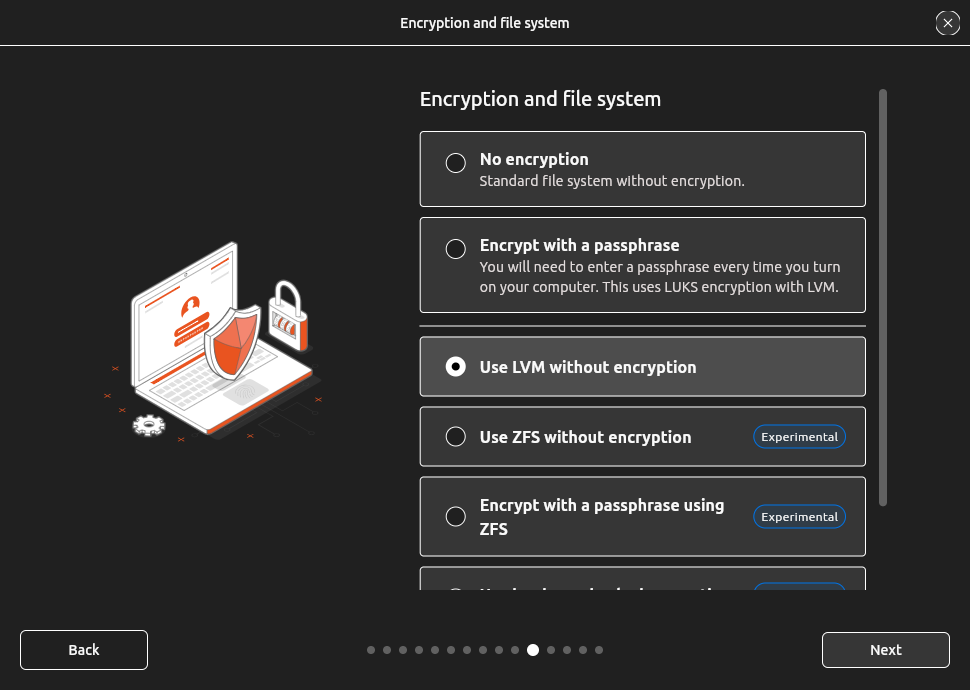 Encryption and file system
Encryption and file system
No encryption
Standard file system without encryption.
Encrypt with a passphrase
You will need to enter a passphrase every time you turn
on your computer. This uses LUKS encryption with LVM.
Use LVM without encryption
Use ZFS without encryption
Experimental
Encrypt with a passphrase using
ZFS
Experimental
Back
Next